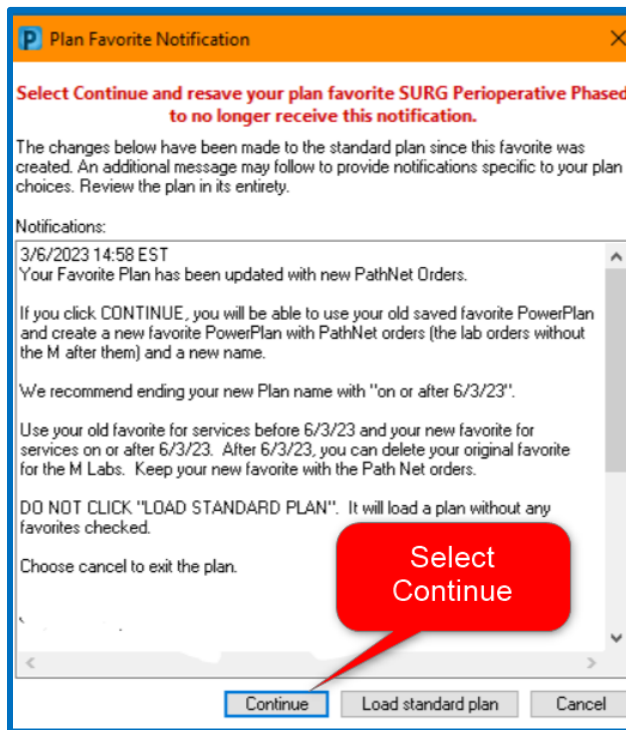 P Plan Favorite Notification
Select Continue and resave your plan favorite SURG Perioperative Phased
to no longer receive this notification.
The changes below have been made to the standard plan since this favorite was
created. An additional message may follow to provide notifications specific to your plan
choices. Review the plan in its entirety.
Notifications:
3/6/2023 14:58 EST
Your Favorite Plan has been updated with new PathNet Orders.
If you click CONTINUE, you will be able to use your old saved favorite PowerPlan
and create a new favorite PowerPlan with PathNet orders (the lab orders without
the M after them) and a new name.
We recommend ending your new Plan name with "on or after 6/3/23".
Use your old favorite for services before 6/3/23 and your new favorite for
services on or after 6/3/23. After 6/3/23, you can delete your original favorite
for the M Labs. Keep your new favorite with the Path Net orders.
DO NOT CLICK "LOAD STANDARD PLAN". It will load a plan without any
favorites checked.
Choose cancel to exit the plan.
Select
Continue
Continue Load standard plan Cancel